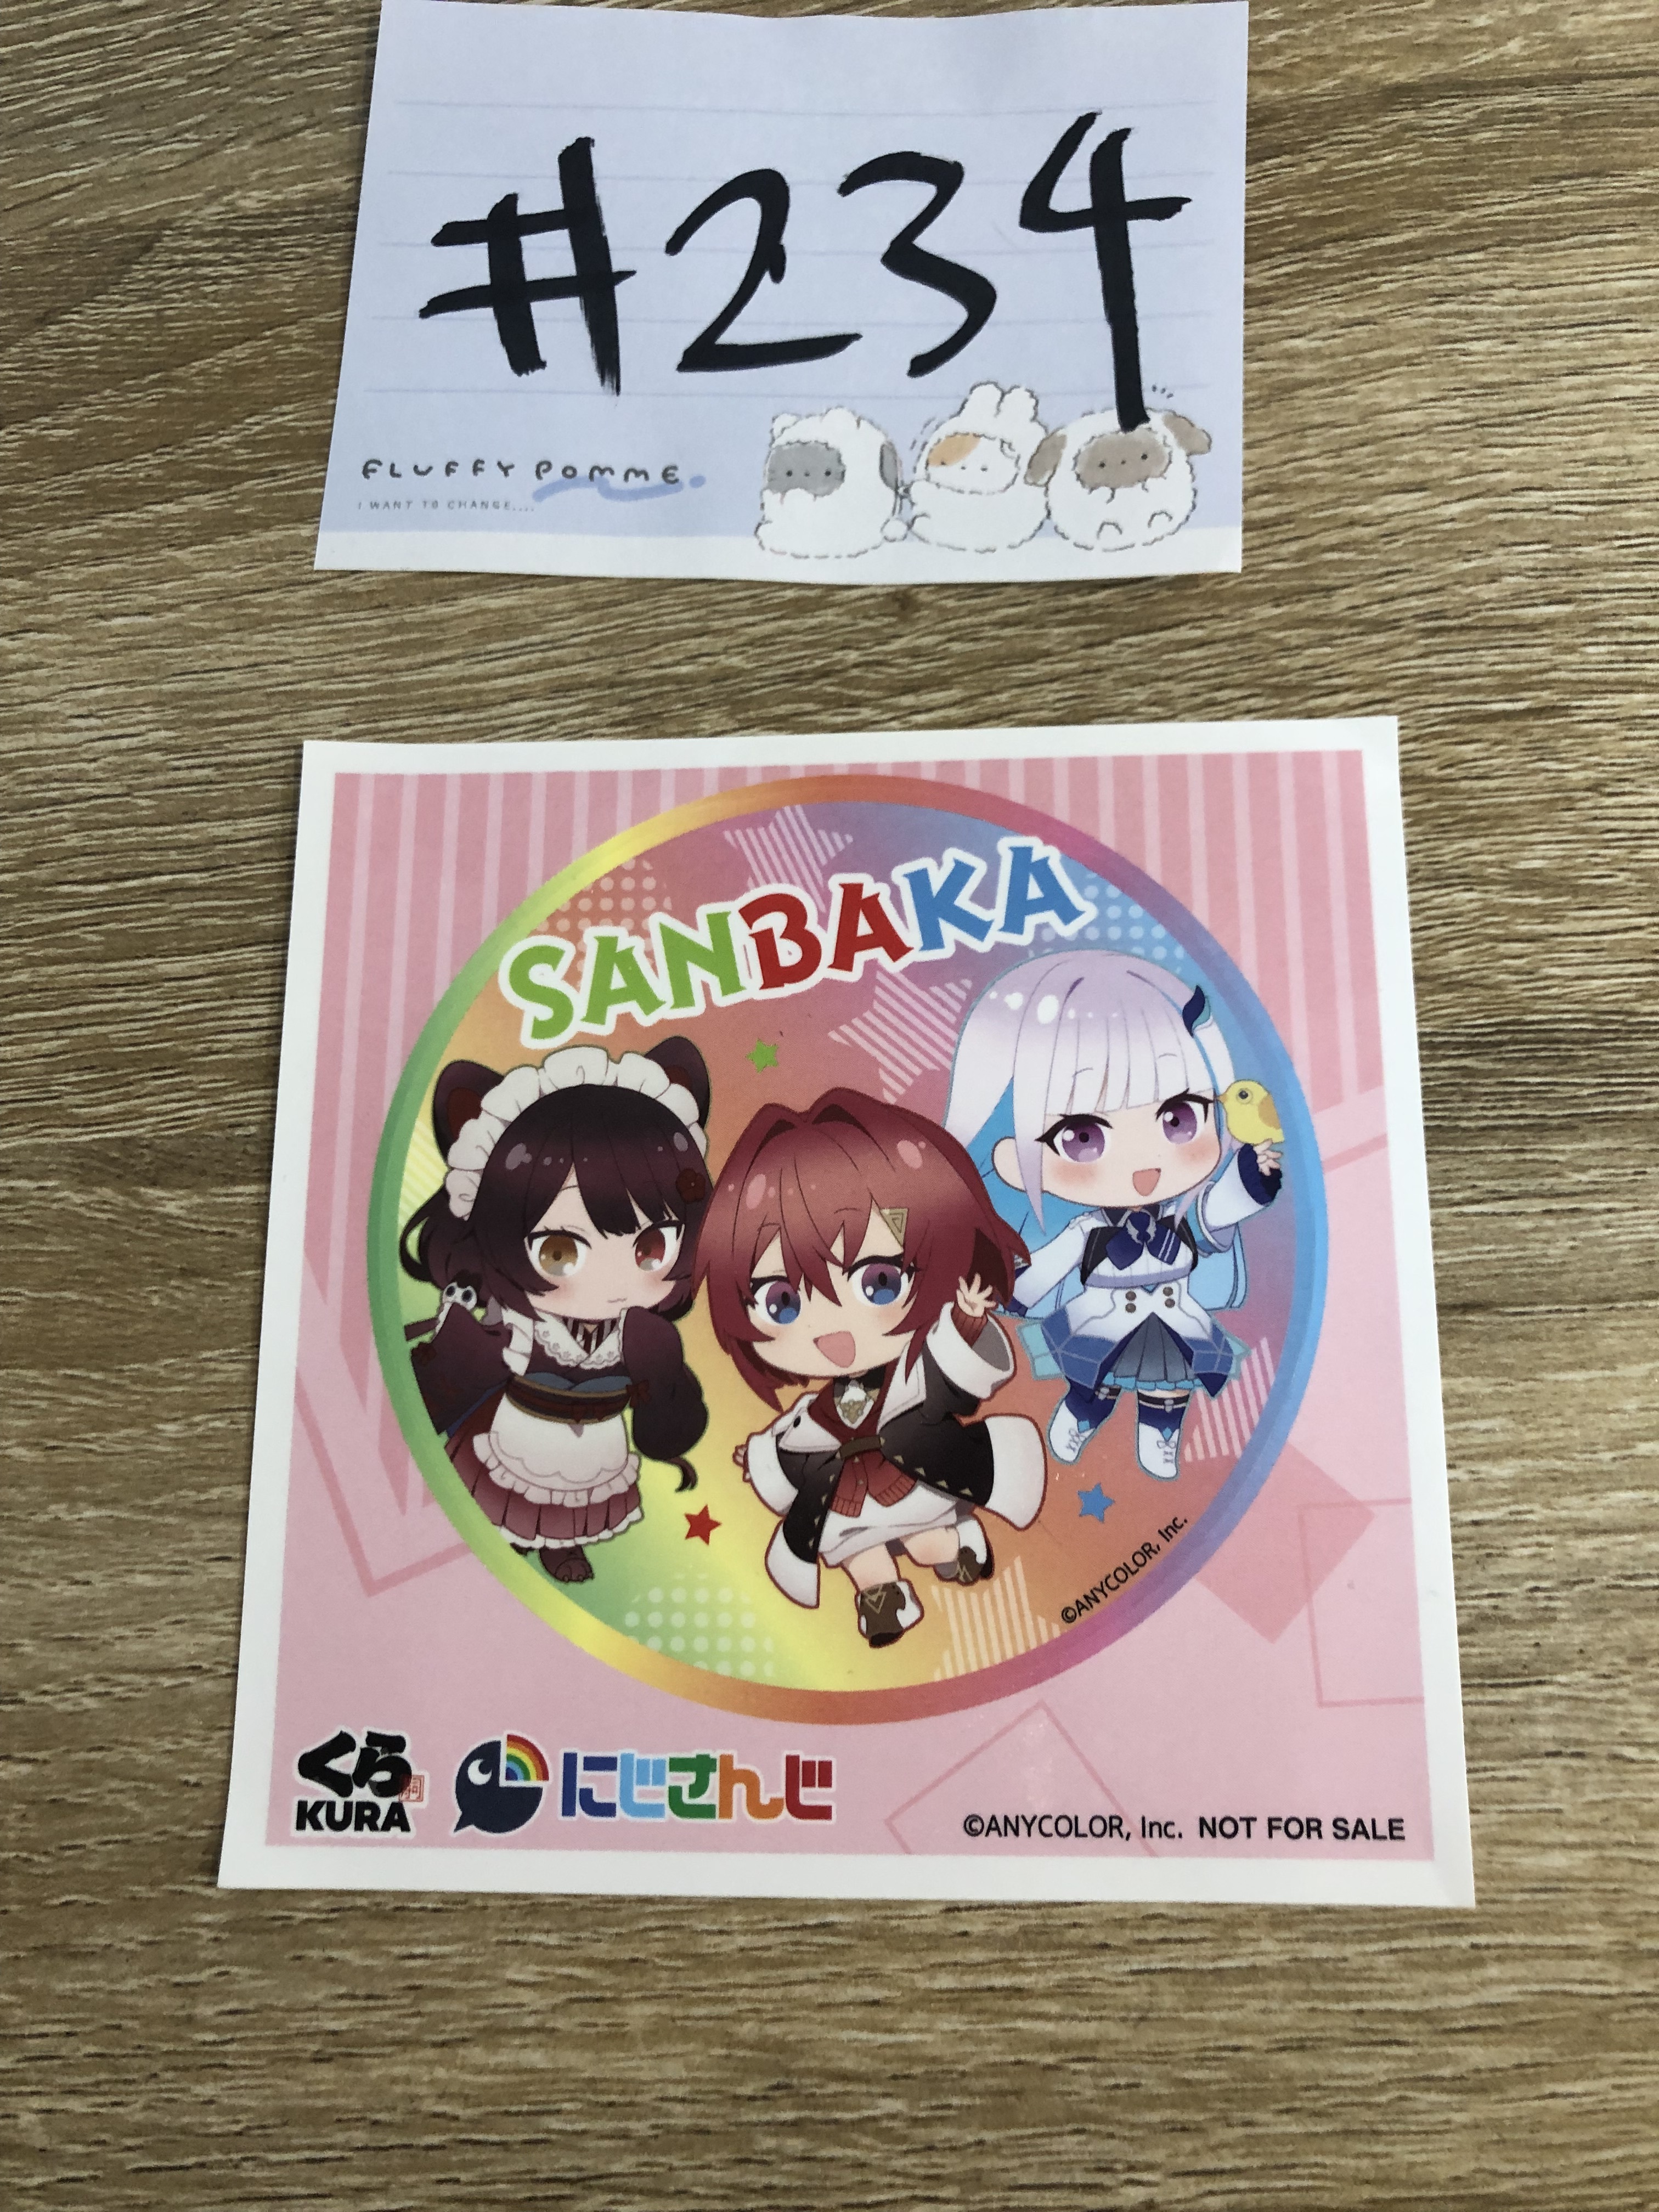 #234
FLUFFY POMME.
I WANT TO CHANGE....
SANBAKA
©ANYCOLOR, Inc.
くら
KURA
にじさんじ
©ANYCOLOR, Inc. NOT FOR SALE